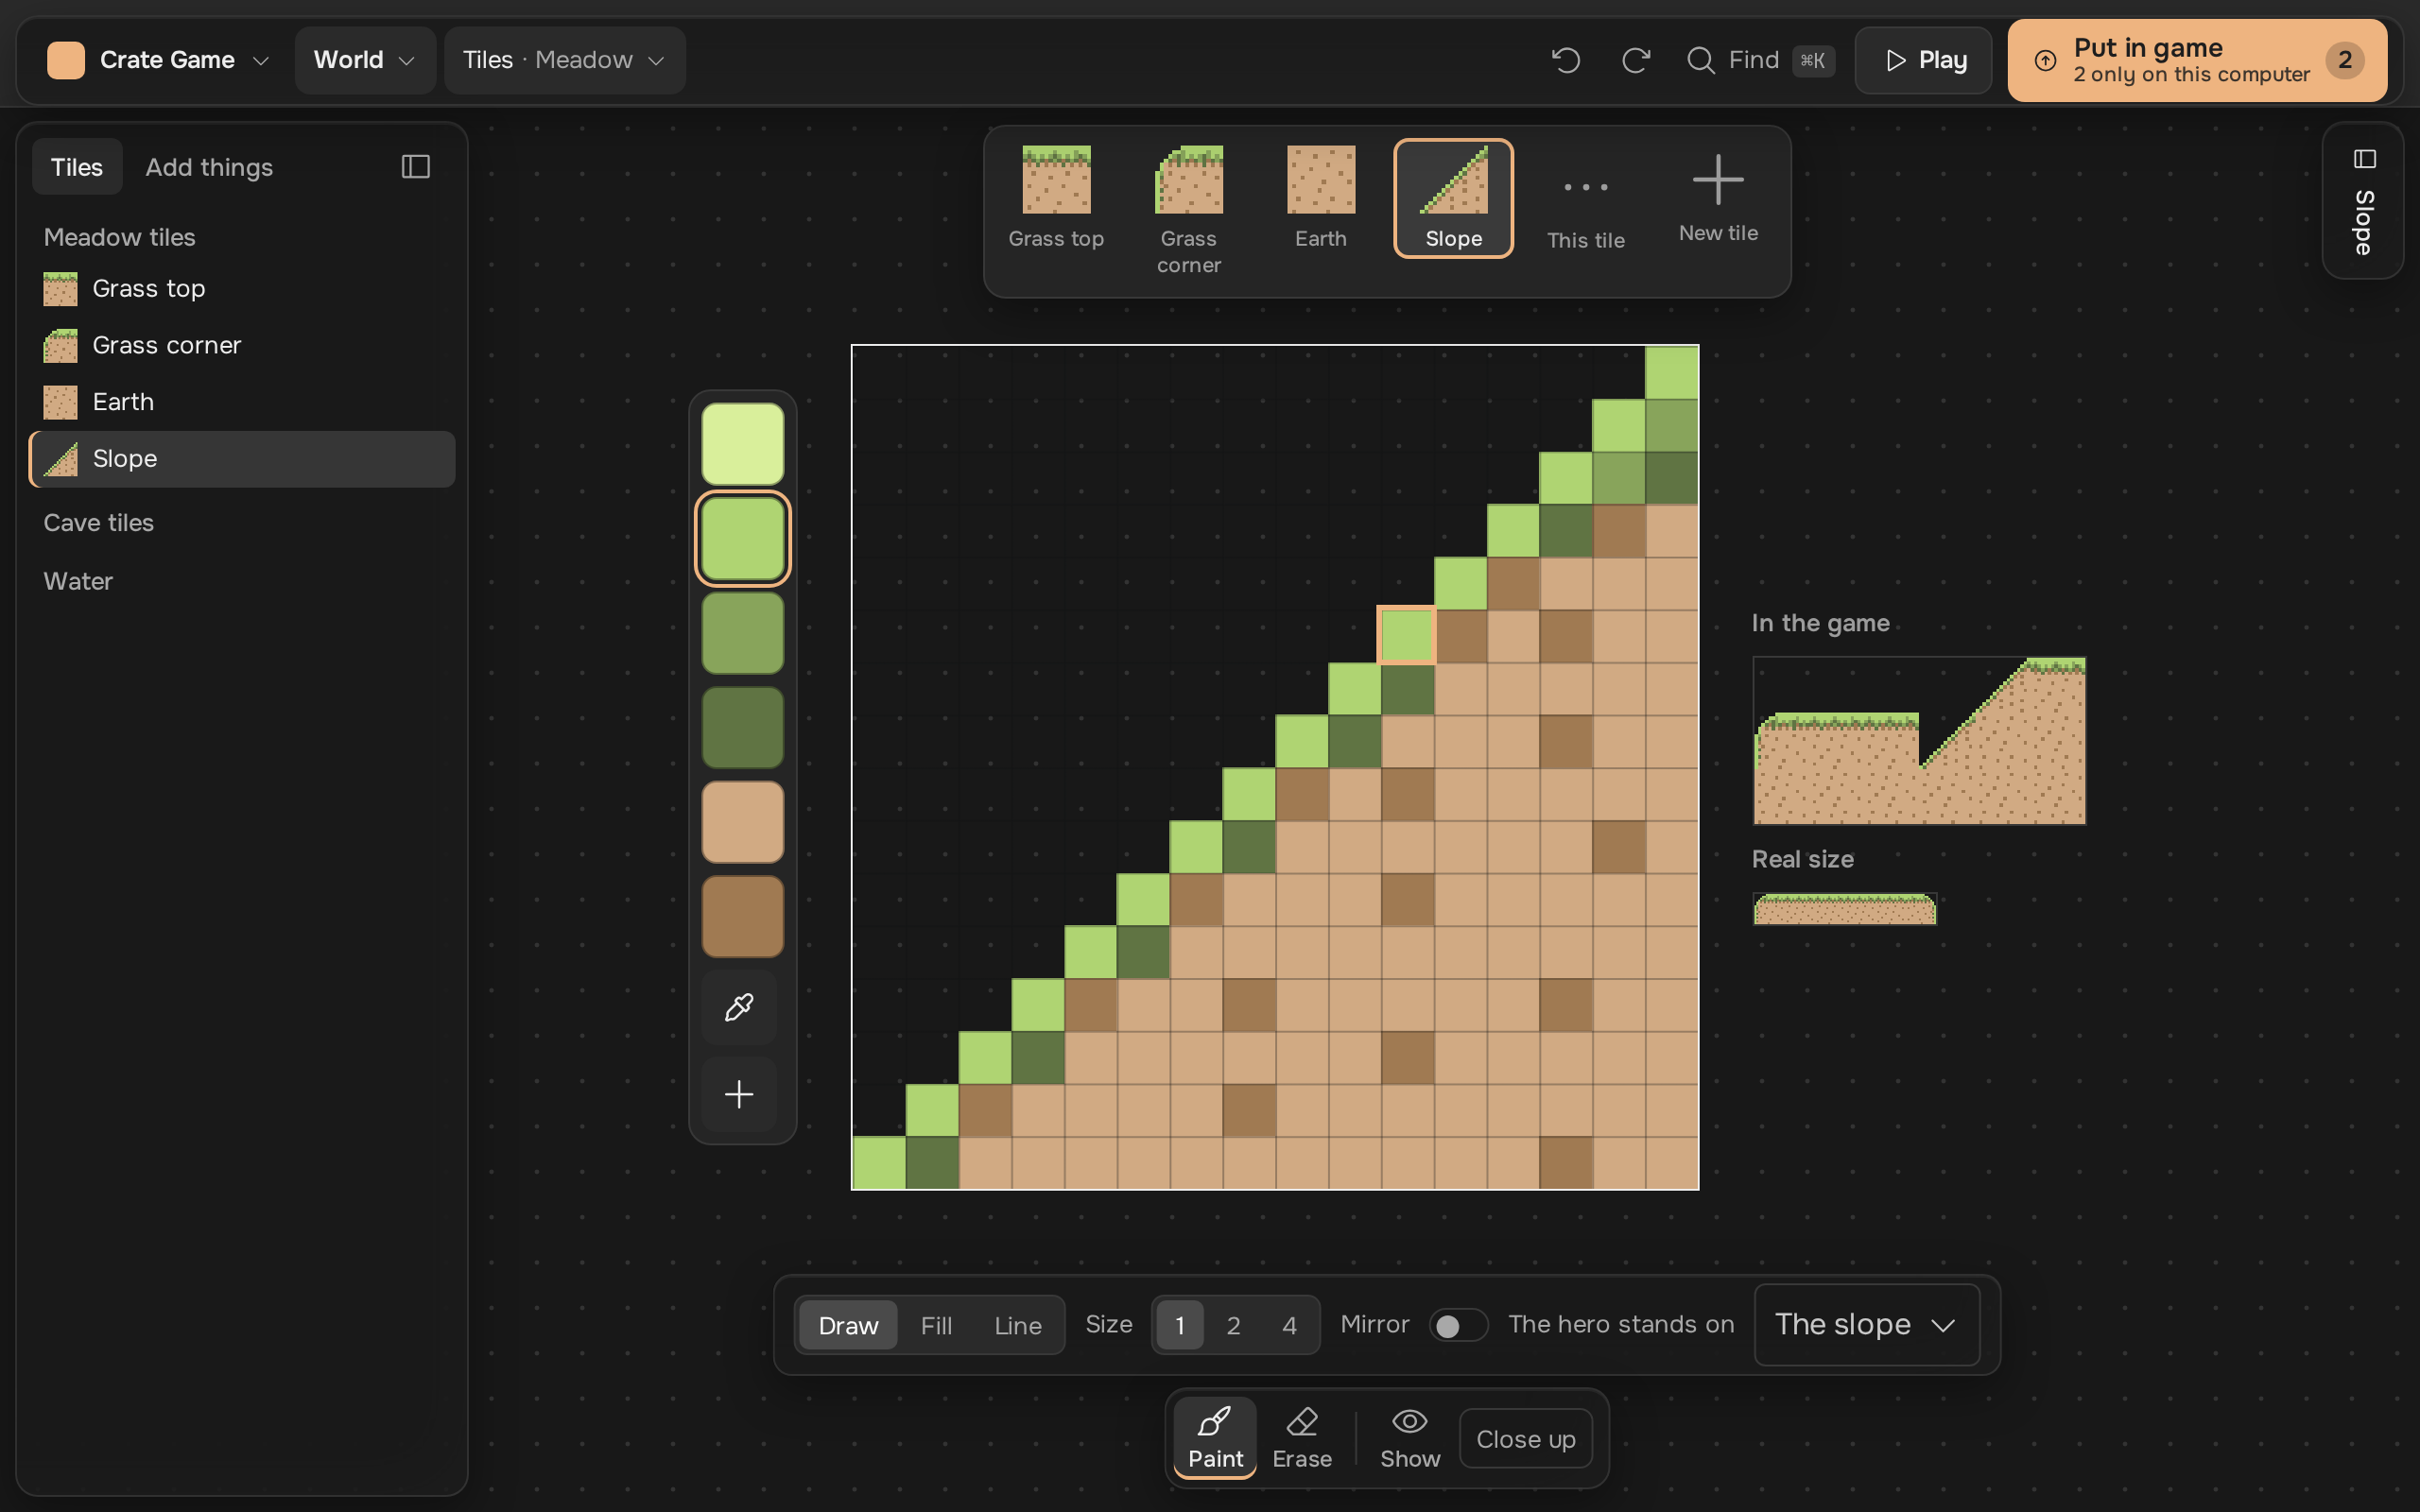 Crate Game
World
Tiles · Meadow
Find ⌘K
Play
Put in game
2 only on this computer
2
Tiles
Add things
Meadow tiles
Grass top
Grass corner
Earth
Slope
Cave tiles
Water
Grass top
Grass
corner
Earth
Slope
This tile
New tile
Slope
In the game
Real size
Draw
Fill
Line
Size
1
2
4
Mirror
The hero stands on
The slope
Paint
Erase
Show
Close up